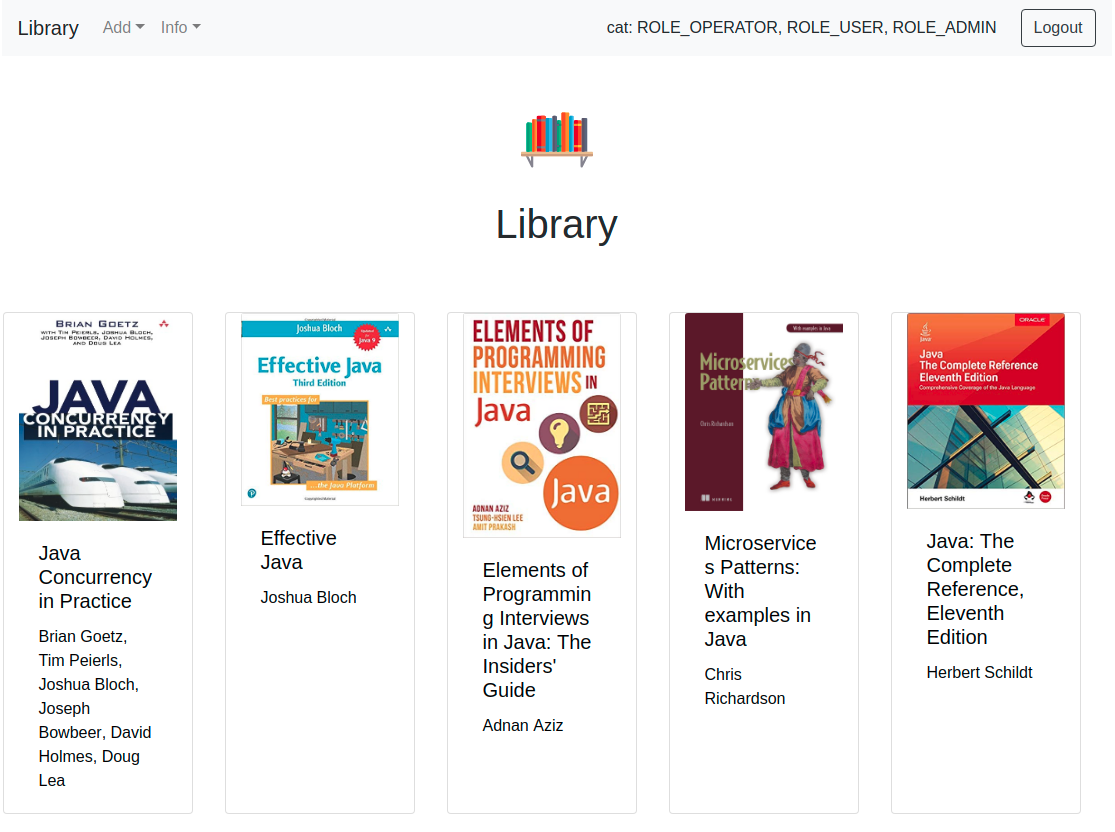 Library Add Info cat: ROLE_OPERATOR, ROLE_USER, ROLE_ADMIN Logout
Library
BRIAN GOETZ
WITH TIM PEIERLS, JOSHUA BLOCH,
JOSEPH BOWBEER, DAVID HOLMES,
AND DOUG LEA
JAVA
CONCURRENCY
IN PRACTICE
Java
Concurrency
in Practice
Brian Goetz,
Tim Peierls,
Joshua Bloch,
Joseph
Bowbeer, David
Holmes, Doug
Lea
Joshua Bloch
Updated
for
Java 9
Effective Java
Third Edition
Best practices for
...the Java Platform
Effective
Java
Joshua Bloch
ELEMENTS OF
PROGRAMMING
INTERVIEWS IN
Java
Java
ADNAN AZIZ
TSUNG-HSIEN LEE
AMIT PRAKASH
Elements of
Programmin
g Interviews
in Java: The
Insiders'
Guide
Adnan Aziz
With examples in Java
Microservices
Patterns
Chris Richardson
MANNING
Microservice
s Patterns:
With
examples in
Java
Chris
Richardson
ORACLE
Java
Java
The Complete Reference
Eleventh Edition
Comprehensive Coverage of the Java Language
Herbert Schildt
Java: The
Complete
Reference,
Eleventh
Edition
Herbert Schildt